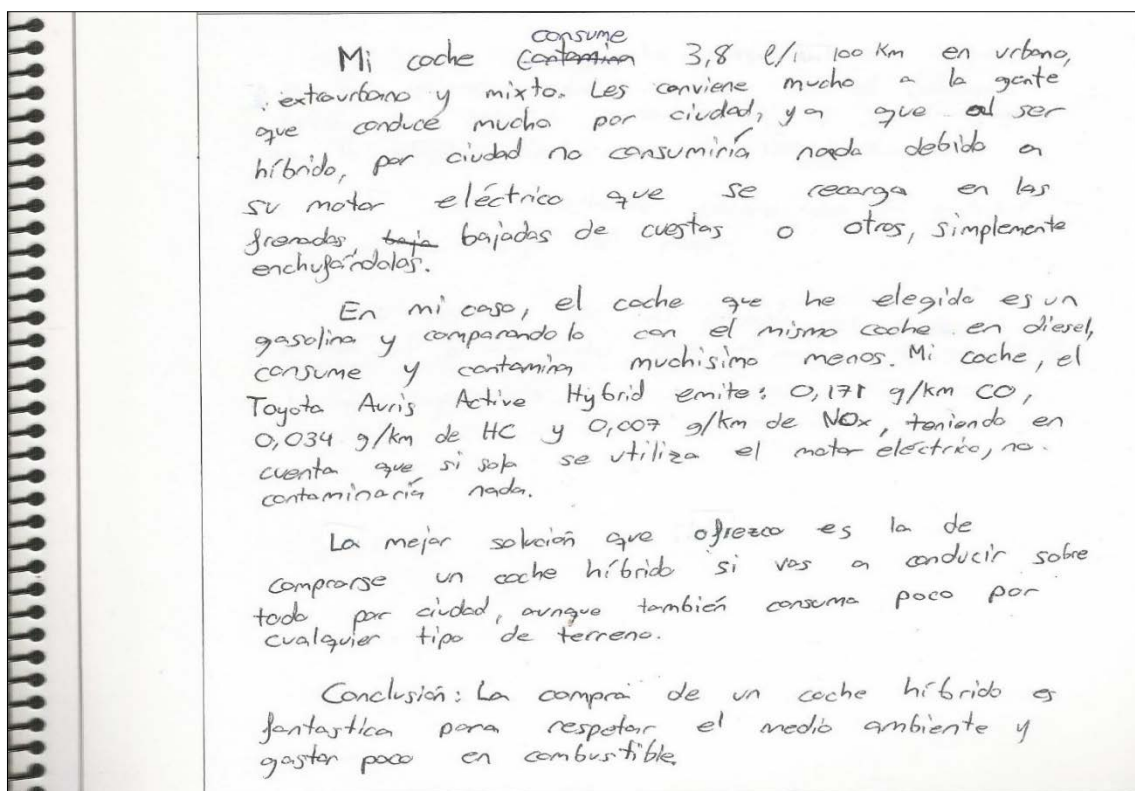 consume
Mi coche contamina 3,8 l/ 100 Km en urbano,
extraurbano y mixto. Les conviene mucho a la gente
que conduce mucho por ciudad, ya que al ser
híbrido, por ciudad no consumiría nada debido a
su motor eléctrico que se recarga en las
frenadas, baja bajadas de cuestas o otros, simplemente
enchufándolas.
En mi caso, el coche que he elegido es un
gasolina y comparandolo con el mismo coche en diesel,
consume y contamina muchisimo menos. Mi coche, el
Toyota Auris Active Hybrid emite: 0,171 g/km CO,
0,034 g/km de HC y 0,007 g/km de NOx, teniendo en
cuenta que si solo se utiliza el motor eléctrico, no
contaminaría nada.
La mejor solución que ofrezco es la de
comprarse un coche híbrido si vas a conducir sobre
todo por ciudad, aunque también consuma poco por
cualquier tipo de terreno.
Conclusión: La compra de un coche híbrido es
fantastica para respetar el medio ambiente y
gastar poco en combustible.